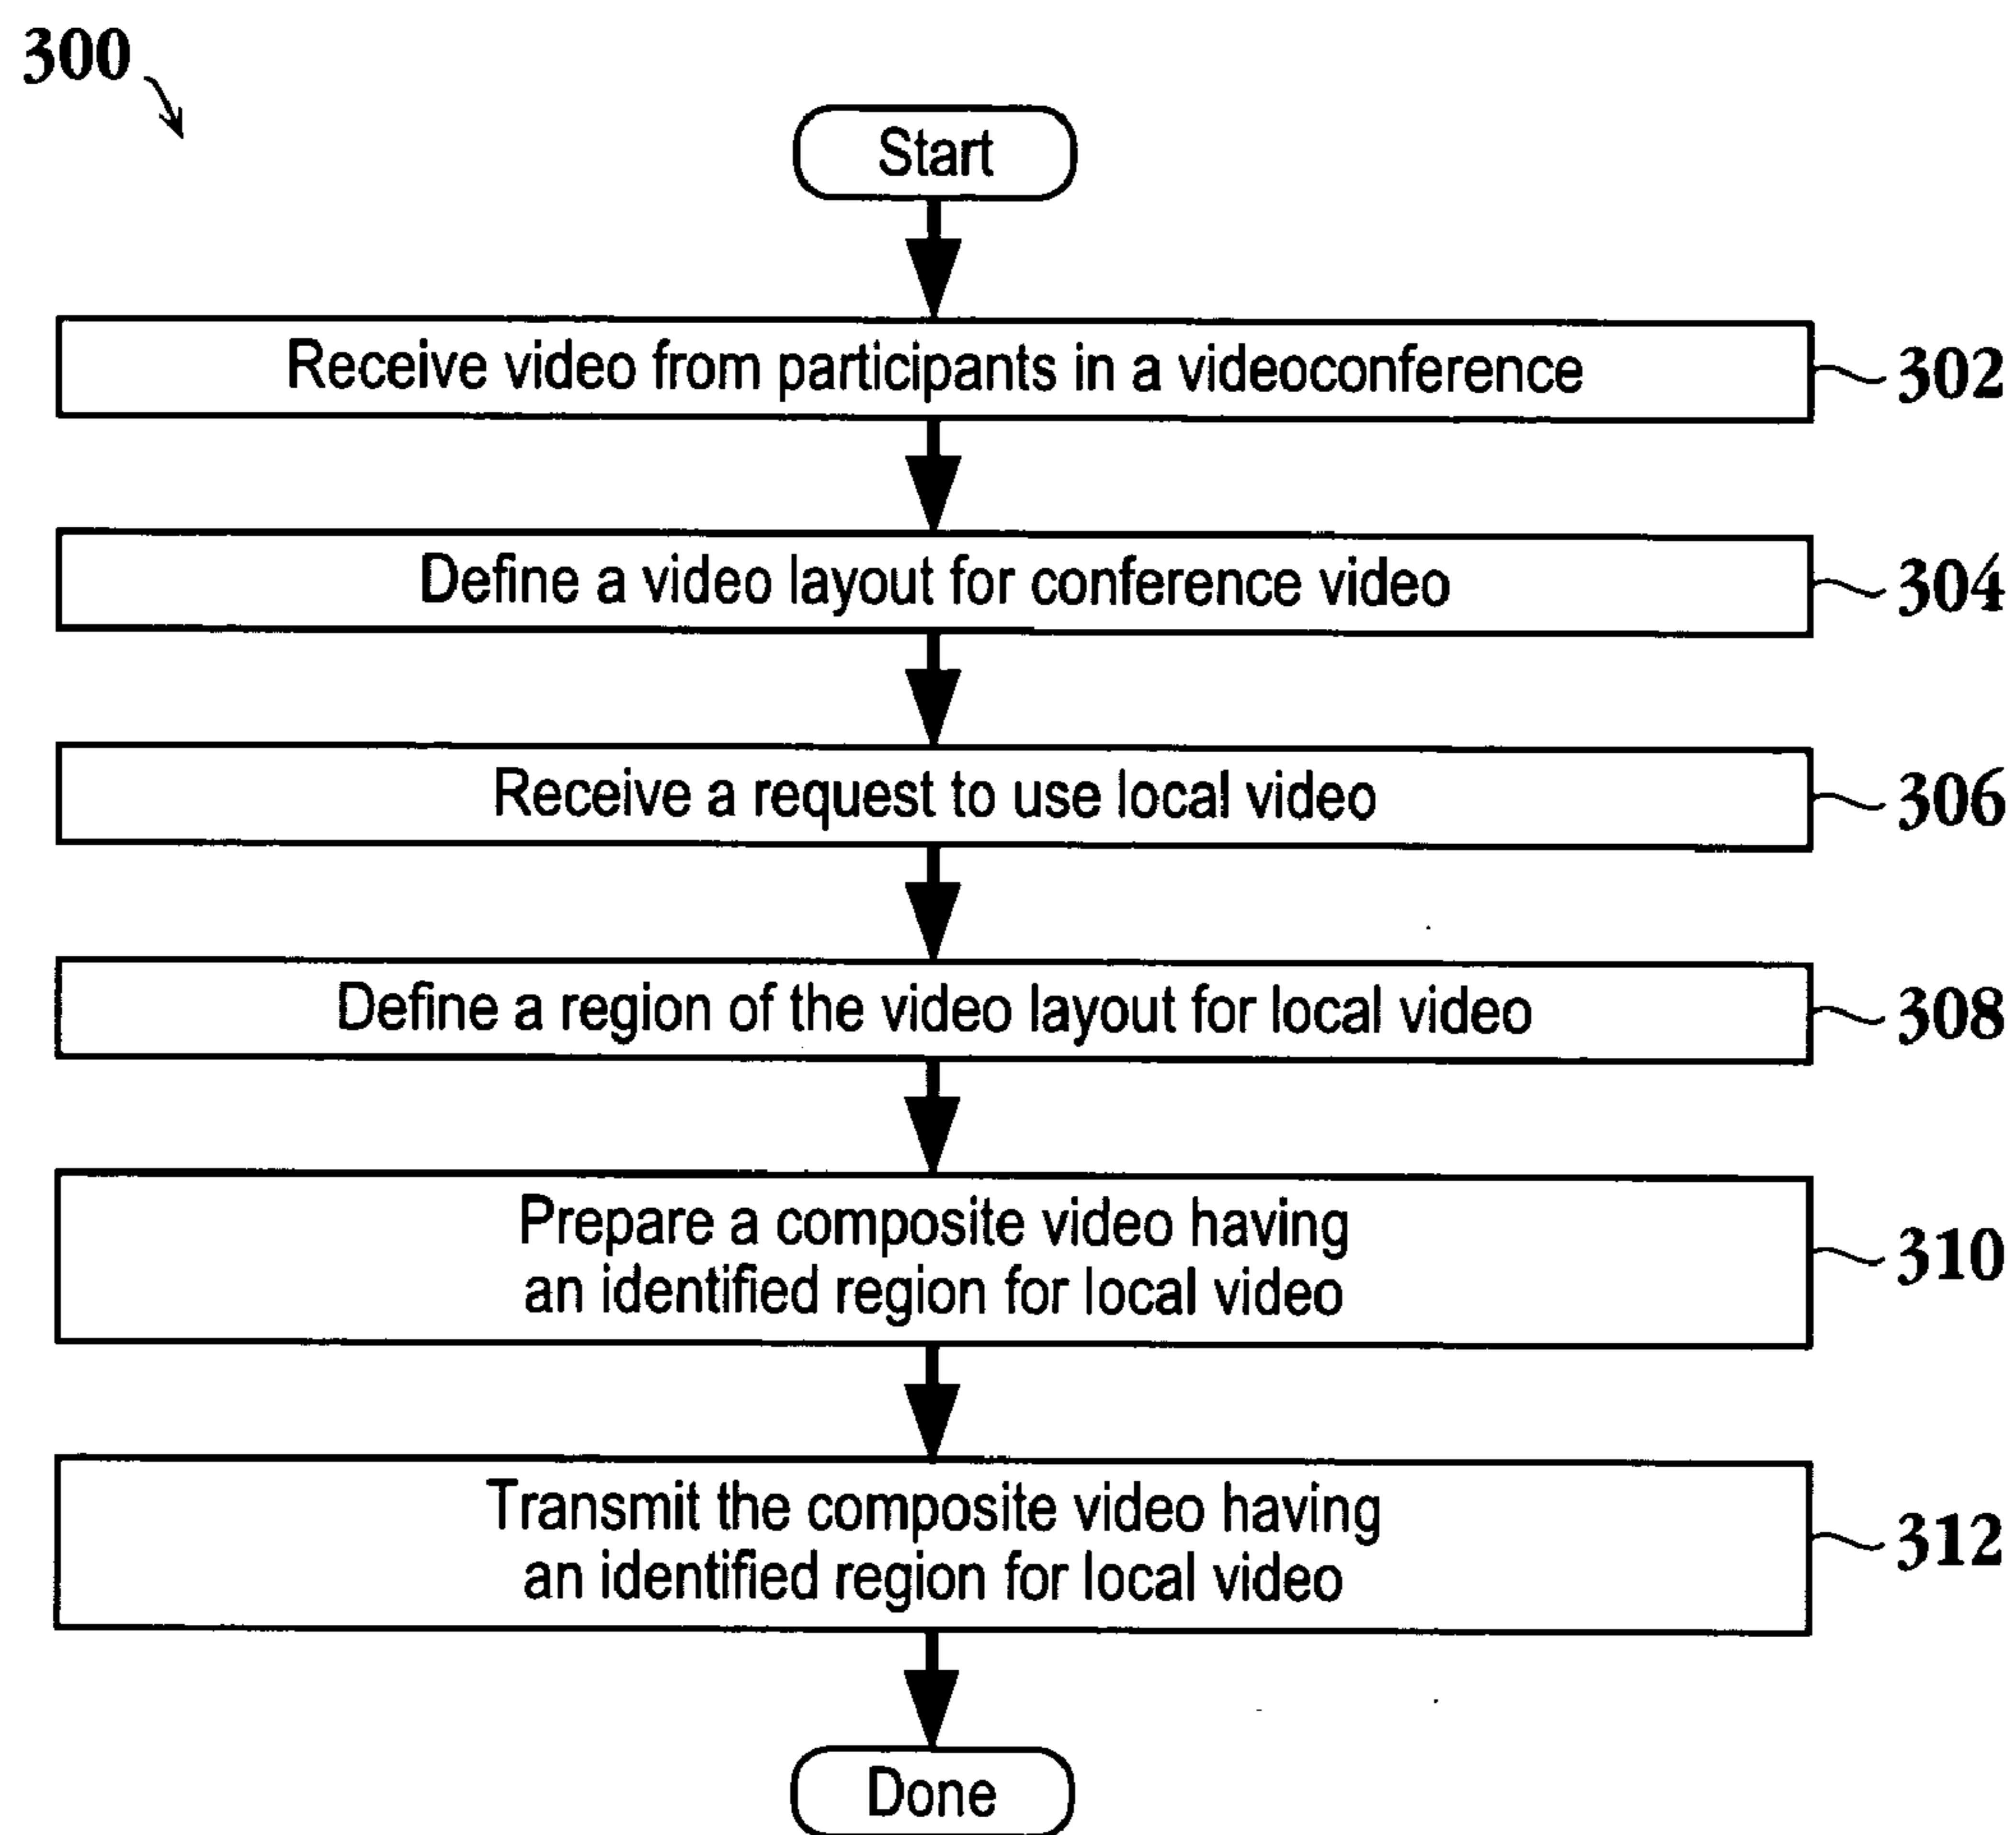 300
Start
Receive video from participants in a videoconference
302
Define a video layout for conference video
304
Receive a request to use local video
306
Define a region of the video layout for local video
308
Prepare a composite video having
an identified region for local video
310
Transmit the composite video having
an identified region for local video
312
Done